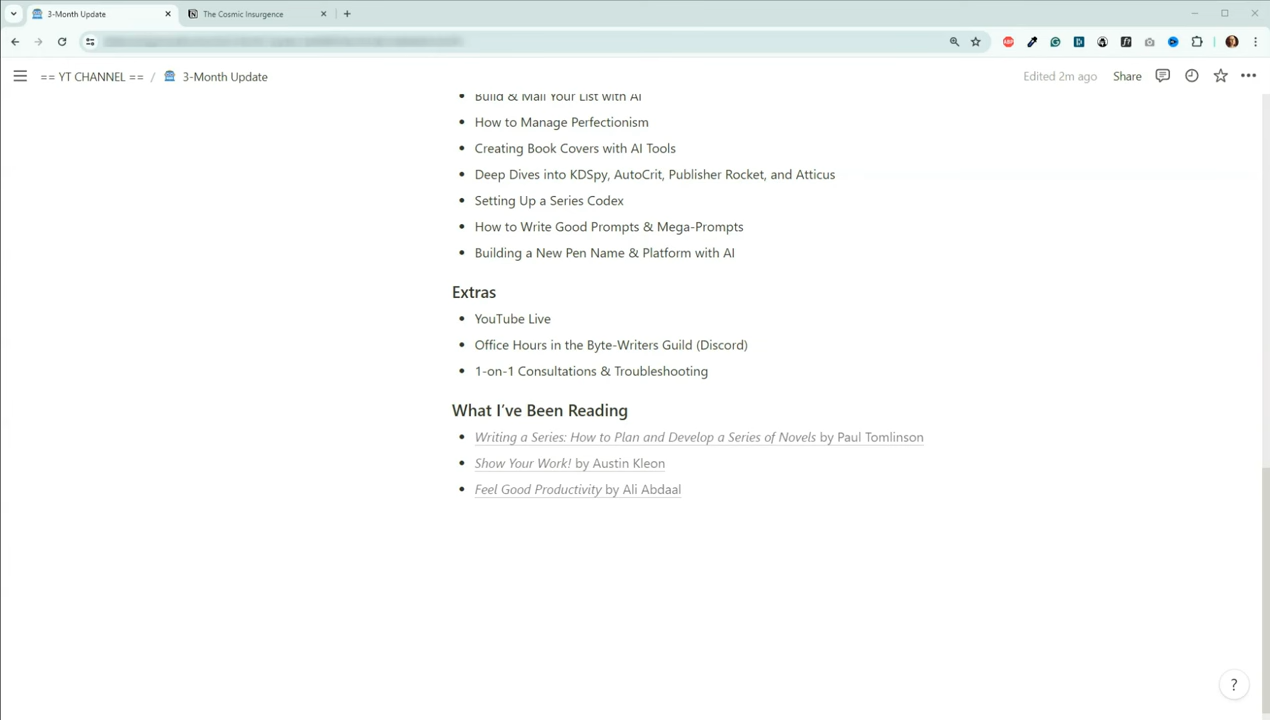 3-Month Update
The Cosmic Insurgence
== YT CHANNEL == / 3-Month Update
Edited 2m ago
Share
Build & Mail Your List with AI
How to Manage Perfectionism
Creating Book Covers with AI Tools
Deep Dives into KDSpy, AutoCrit, Publisher Rocket, and Atticus
Setting Up a Series Codex
How to Write Good Prompts & Mega-Prompts
Building a New Pen Name & Platform with AI
Extras
YouTube Live
Office Hours in the Byte-Writers Guild (Discord)
1-on-1 Consultations & Troubleshooting
What I've Been Reading
Writing a Series: How to Plan and Develop a Series of Novels by Paul Tomlinson
Show Your Work! by Austin Kleon
Feel Good Productivity by Ali Abdaal
?